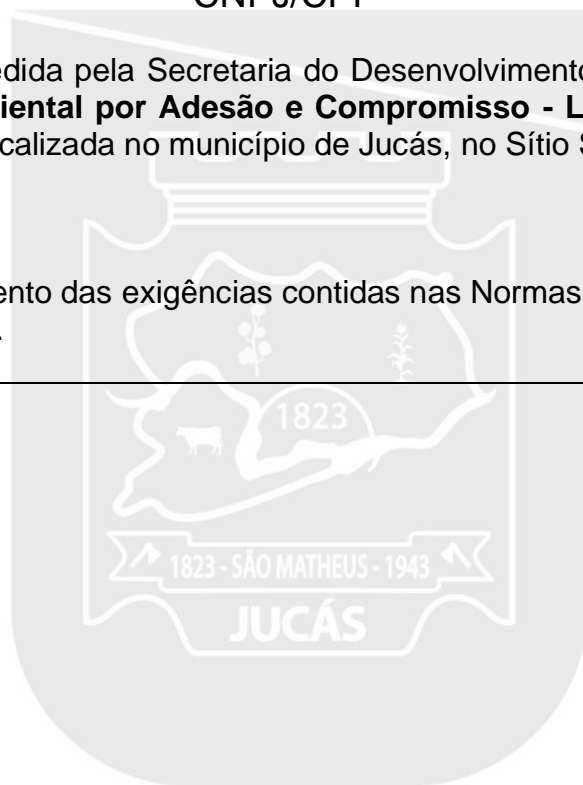 CNPJ/CPF
edida pela Secretaria do Desenvolvimento
iental por Adesão e Compromisso - L
calizada no município de Jucás, no Sítio S
ento das exigências contidas nas Normas
.
1823
1823 - SÃO MATHEUS - 1943
JUCÁS